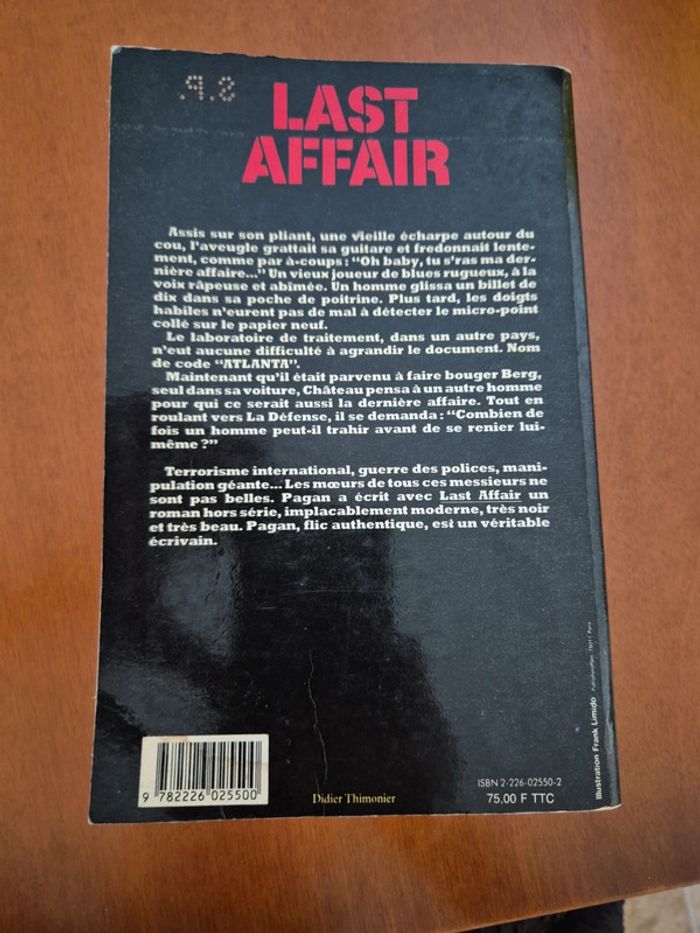 S.P.
LAST
AFFAIR
Assis sur son pliant, une vieille écharpe autour du
cou, l'aveugle grattait sa guitare et fredonnait lente-
ment, comme par à-coups : "Oh baby, tu s'ras ma der-
nière affaire..." Un vieux joueur de blues rugueux, à la
voix râpeuse et abîmée. Un homme glissa un billet de
dix dans sa poche de poitrine. Plus tard, les doigts
habiles n'eurent pas de mal à détecter le micro-point
collé sur le papier neuf.
Le laboratoire de traitement, dans un autre pays,
n'eut aucune difficulté à agrandir le document. Nom
de code "ATLANTA".
Maintenant qu'il était parvenu à faire bouger Berg,
seul dans sa voiture, Château pensa à un autre homme
pour qui ce serait aussi la dernière affaire. Tout en
roulant vers La Défense, il se demanda : "Combien de
fois un homme peut-il trahir avant de se renier lui-
même ?"
Terrorisme international, guerre des polices, mani-
pulation géante... Les mœurs de tous ces messieurs ne
sont pas belles. Pagan a écrit avec Last Affair un
roman hors série, implacablement moderne, très noir
et très beau. Pagan, flic authentique, est un véritable
écrivain.
Illustration Frank Limido
ISBN 2-226-02550-2
75,00 F TTC
9 782226 025500
Didier Thimonier